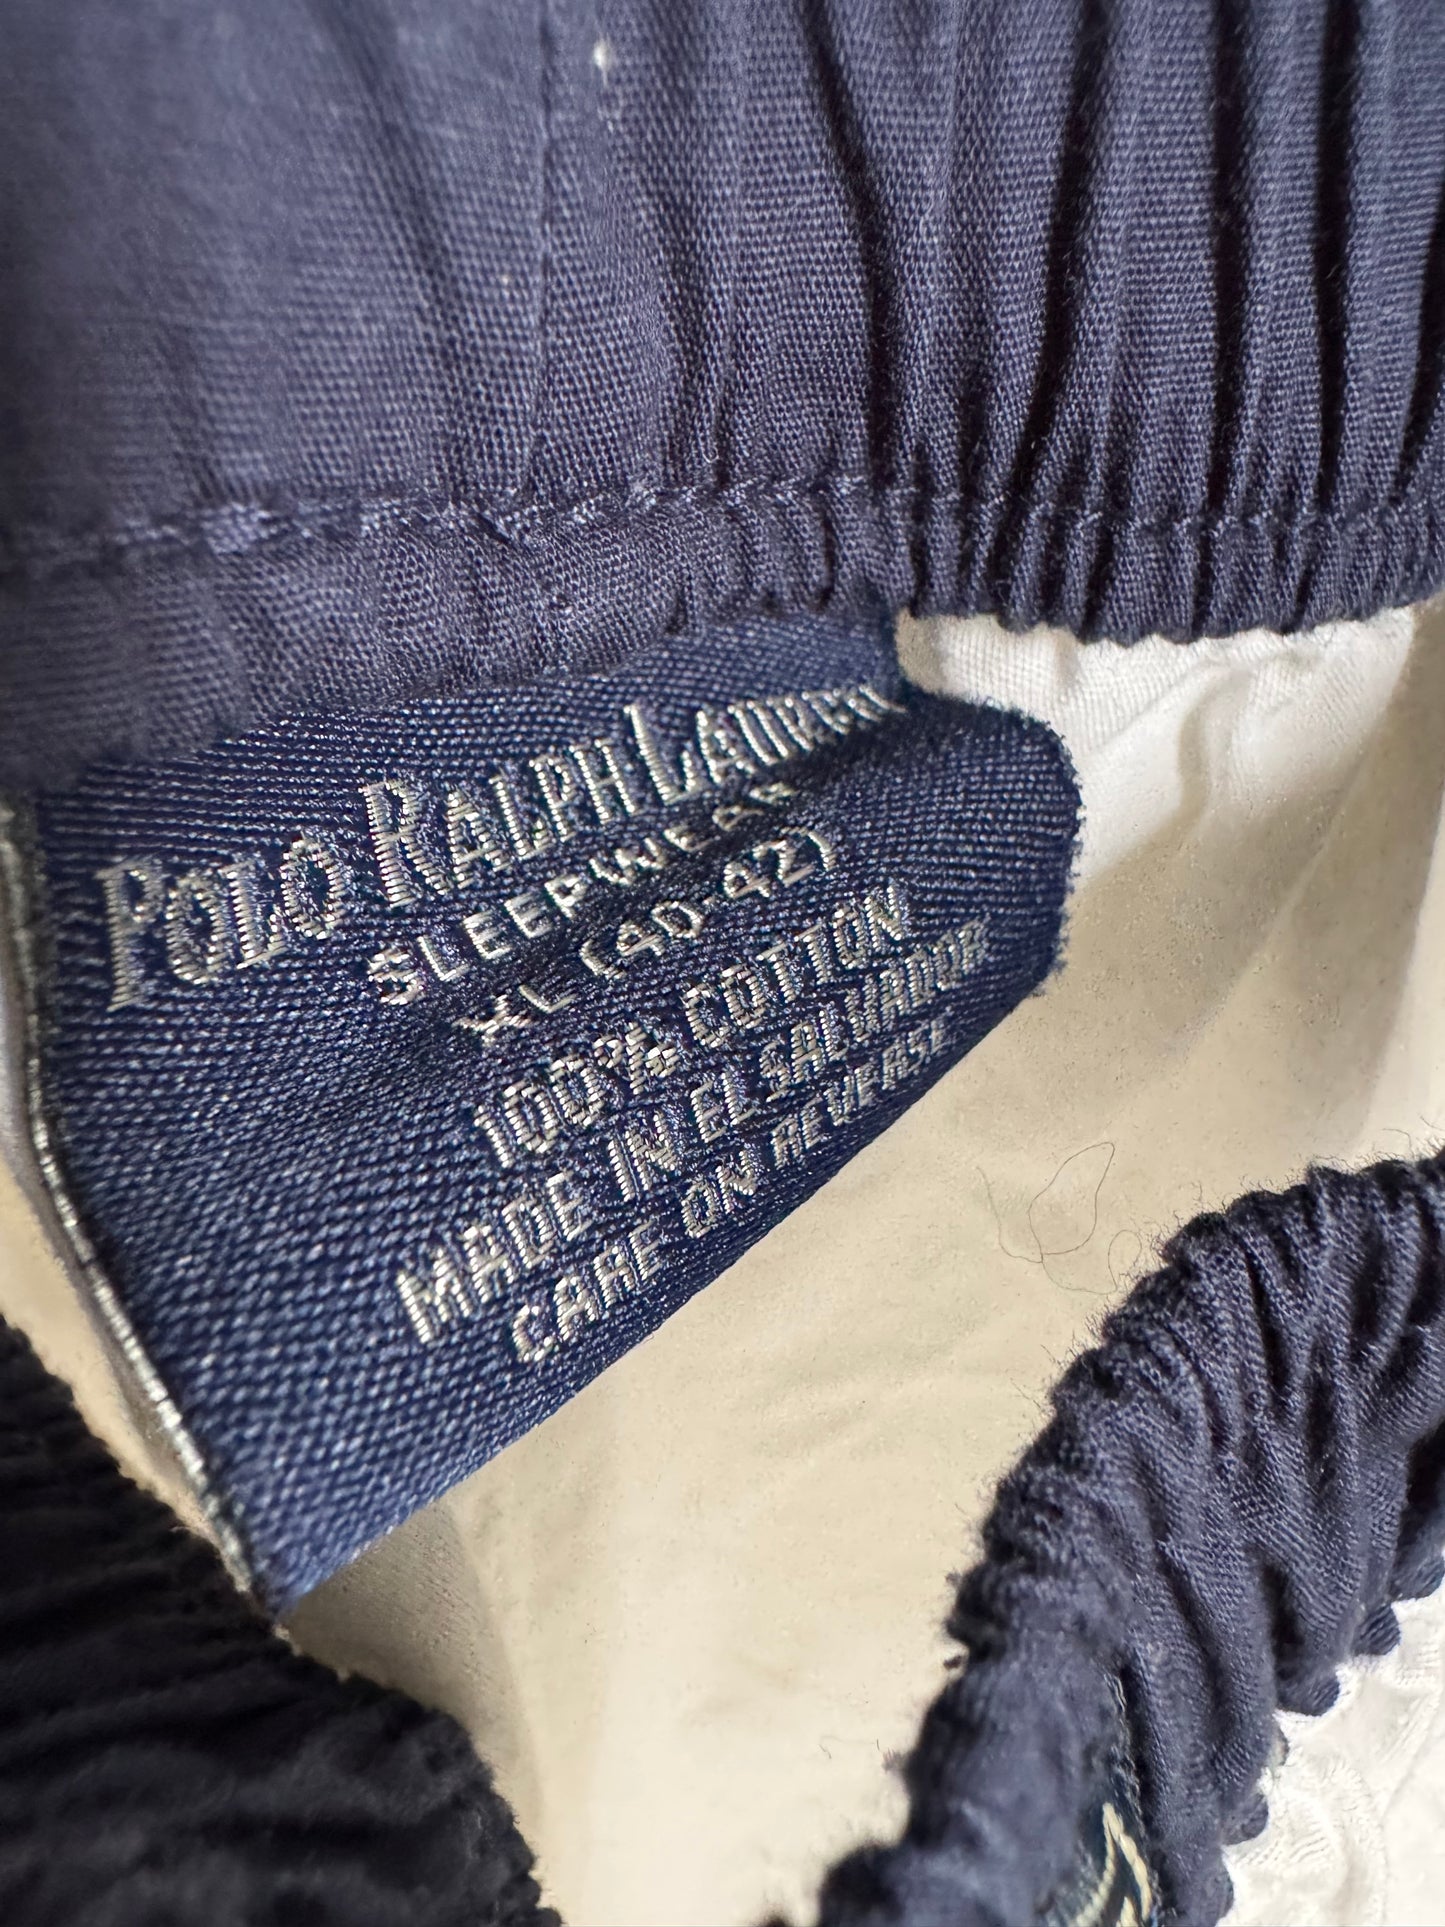 POLO RALPH LAUREN
SLEEPWEAR
XL (40-42)
100% COTTON
MADE IN EL SALVADOR
CARE ON REVERSE